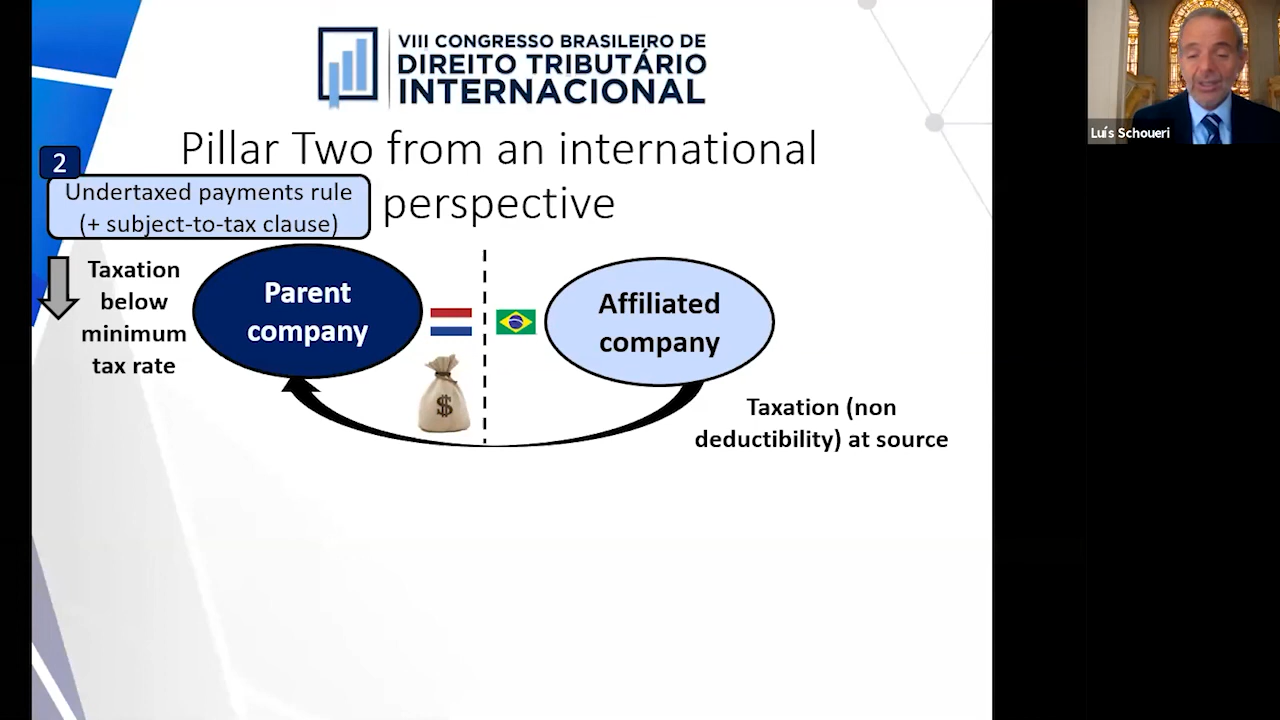 VIII CONGRESSO BRASILEIRO DE
DIREITO TRIBUTÁRIO
INTERNACIONAL
Pillar Two from an international
perspective
2
Undertaxed payments rule
(+ subject-to-tax clause)
Taxation
below
minimum
tax rate
Parent
company
$
Affiliated
company
Taxation (non
deductibility) at source
Luís Schoueri